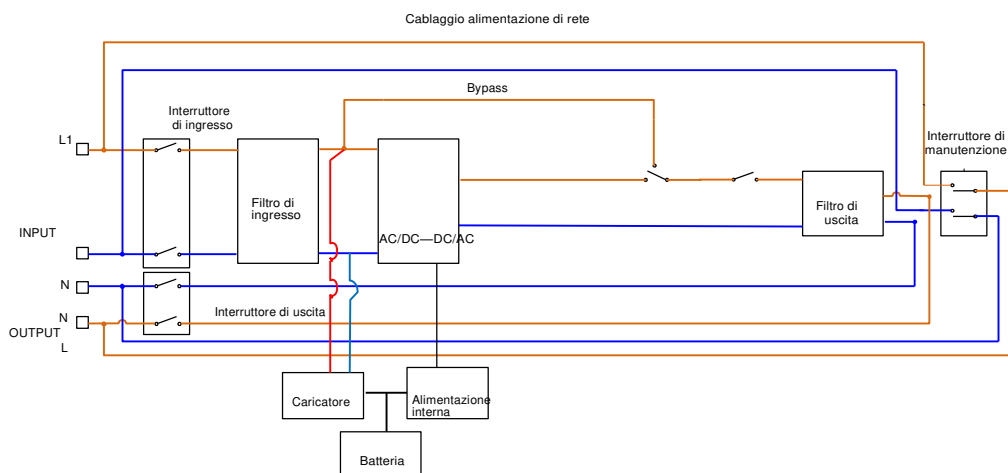 Cablaggio alimentazione di rete
Bypass
Interruttore
di ingresso
L1
Interruttore di
manutenzione
Filtro di
ingresso
Filtro di
uscita
INPUT
AC/DC—DC/AC
N
N
Interruttore di uscita
OUTPUT
L
Caricatore
Alimentazione
interna
Batteria